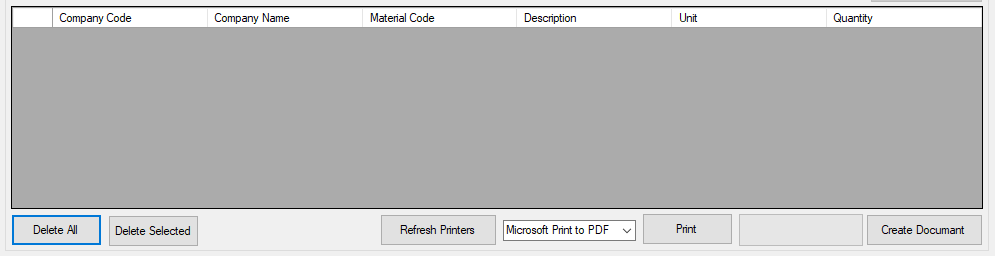 Company Code Company Name Material Code Description Unit Quantity
Delete All Delete Selected Refresh Printers Microsoft Print to PDF Print Create Documant